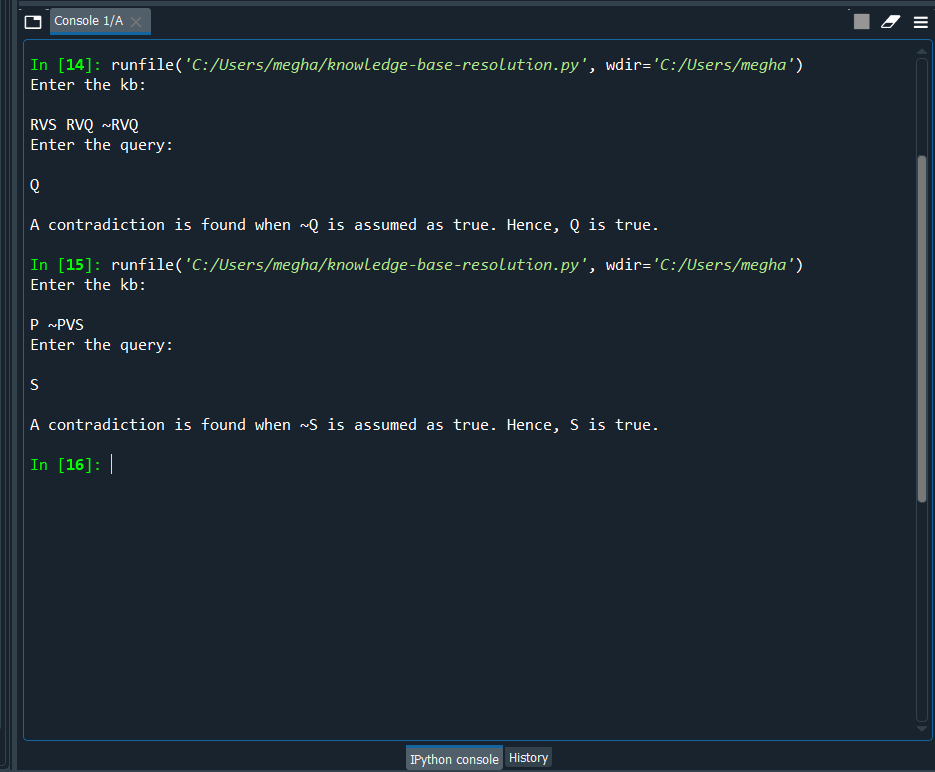 Console 1/A
In [14]: runfile('C:/Users/megha/knowledge-base-resolution.py', wdir='C:/Users/megha')
Enter the kb:
RVS RVQ ~RVQ
Enter the query:
Q
A contradiction is found when ~Q is assumed as true. Hence, Q is true.
In [15]: runfile('C:/Users/megha/knowledge-base-resolution.py', wdir='C:/Users/megha')
Enter the kb:
P ~PVS
Enter the query:
S
A contradiction is found when ~S is assumed as true. Hence, S is true.
In [16]:
IPython console History